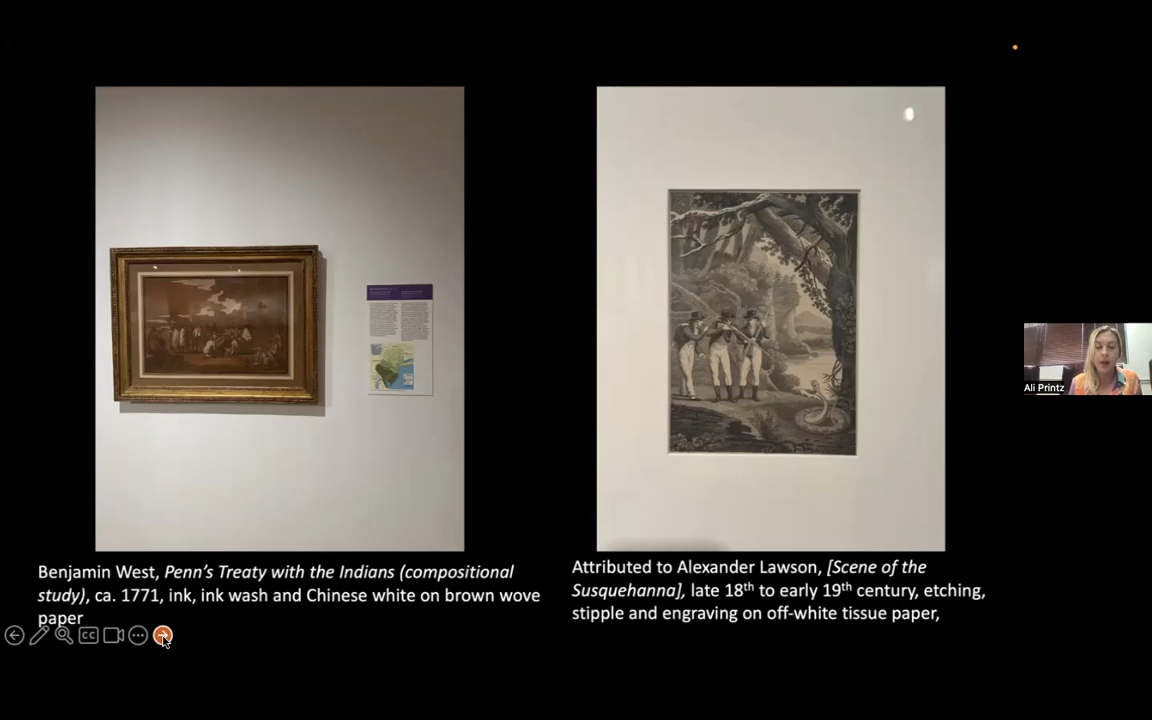 Benjamin West, Penn's Treaty with the Indians (compositional
study), ca. 1771, ink, ink wash and Chinese white on brown wove
paper
Attributed to Alexander Lawson, [Scene of the
Susquehanna], late 18th to early 19th century, etching,
stipple and engraving on off-white tissue paper,
CC
Ali Printz